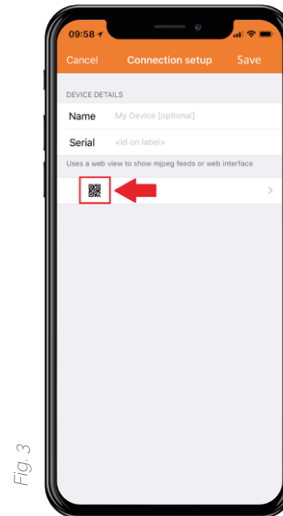 09:58
Cancel Connection setup Save
DEVICE DETAILS
Name My Device [optional]
Serial <id on label>
Uses a web view to show mjpeg feeds or web interface
Fig. 3